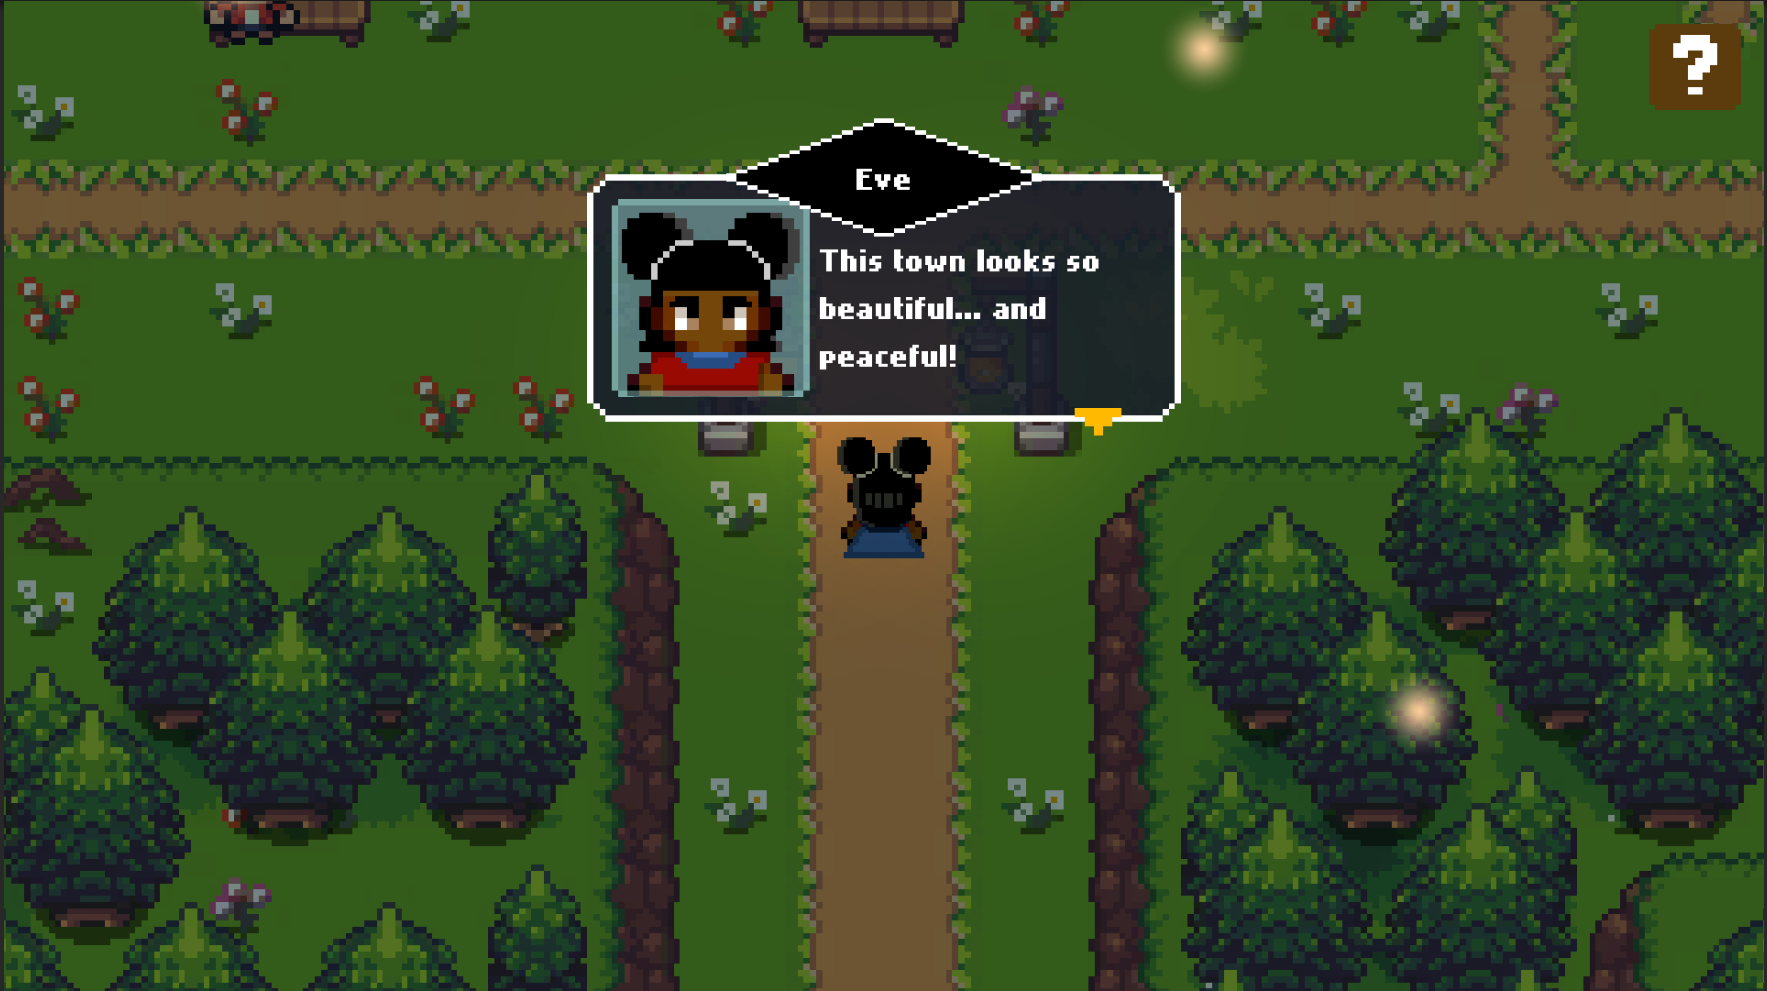 ?
Eve
This town looks so
beautiful... and
peaceful!